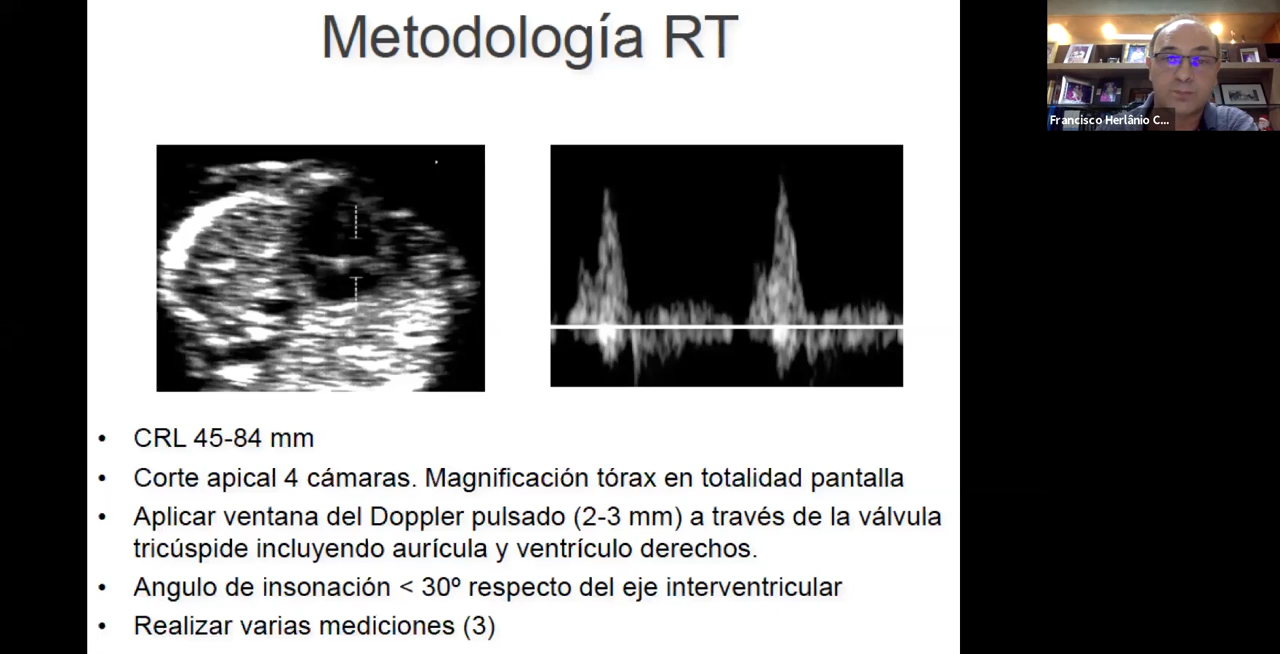 Metodología RT
Francisco Herlânio C...
• CRL 45-84 mm
• Corte apical 4 cámaras. Magnificación tórax en totalidad pantalla
• Aplicar ventana del Doppler pulsado (2-3 mm) a través de la válvula
tricúspide incluyendo aurícula y ventrículo derechos.
• Angulo de insonación < 30º respecto del eje interventricular
• Realizar varias mediciones (3)